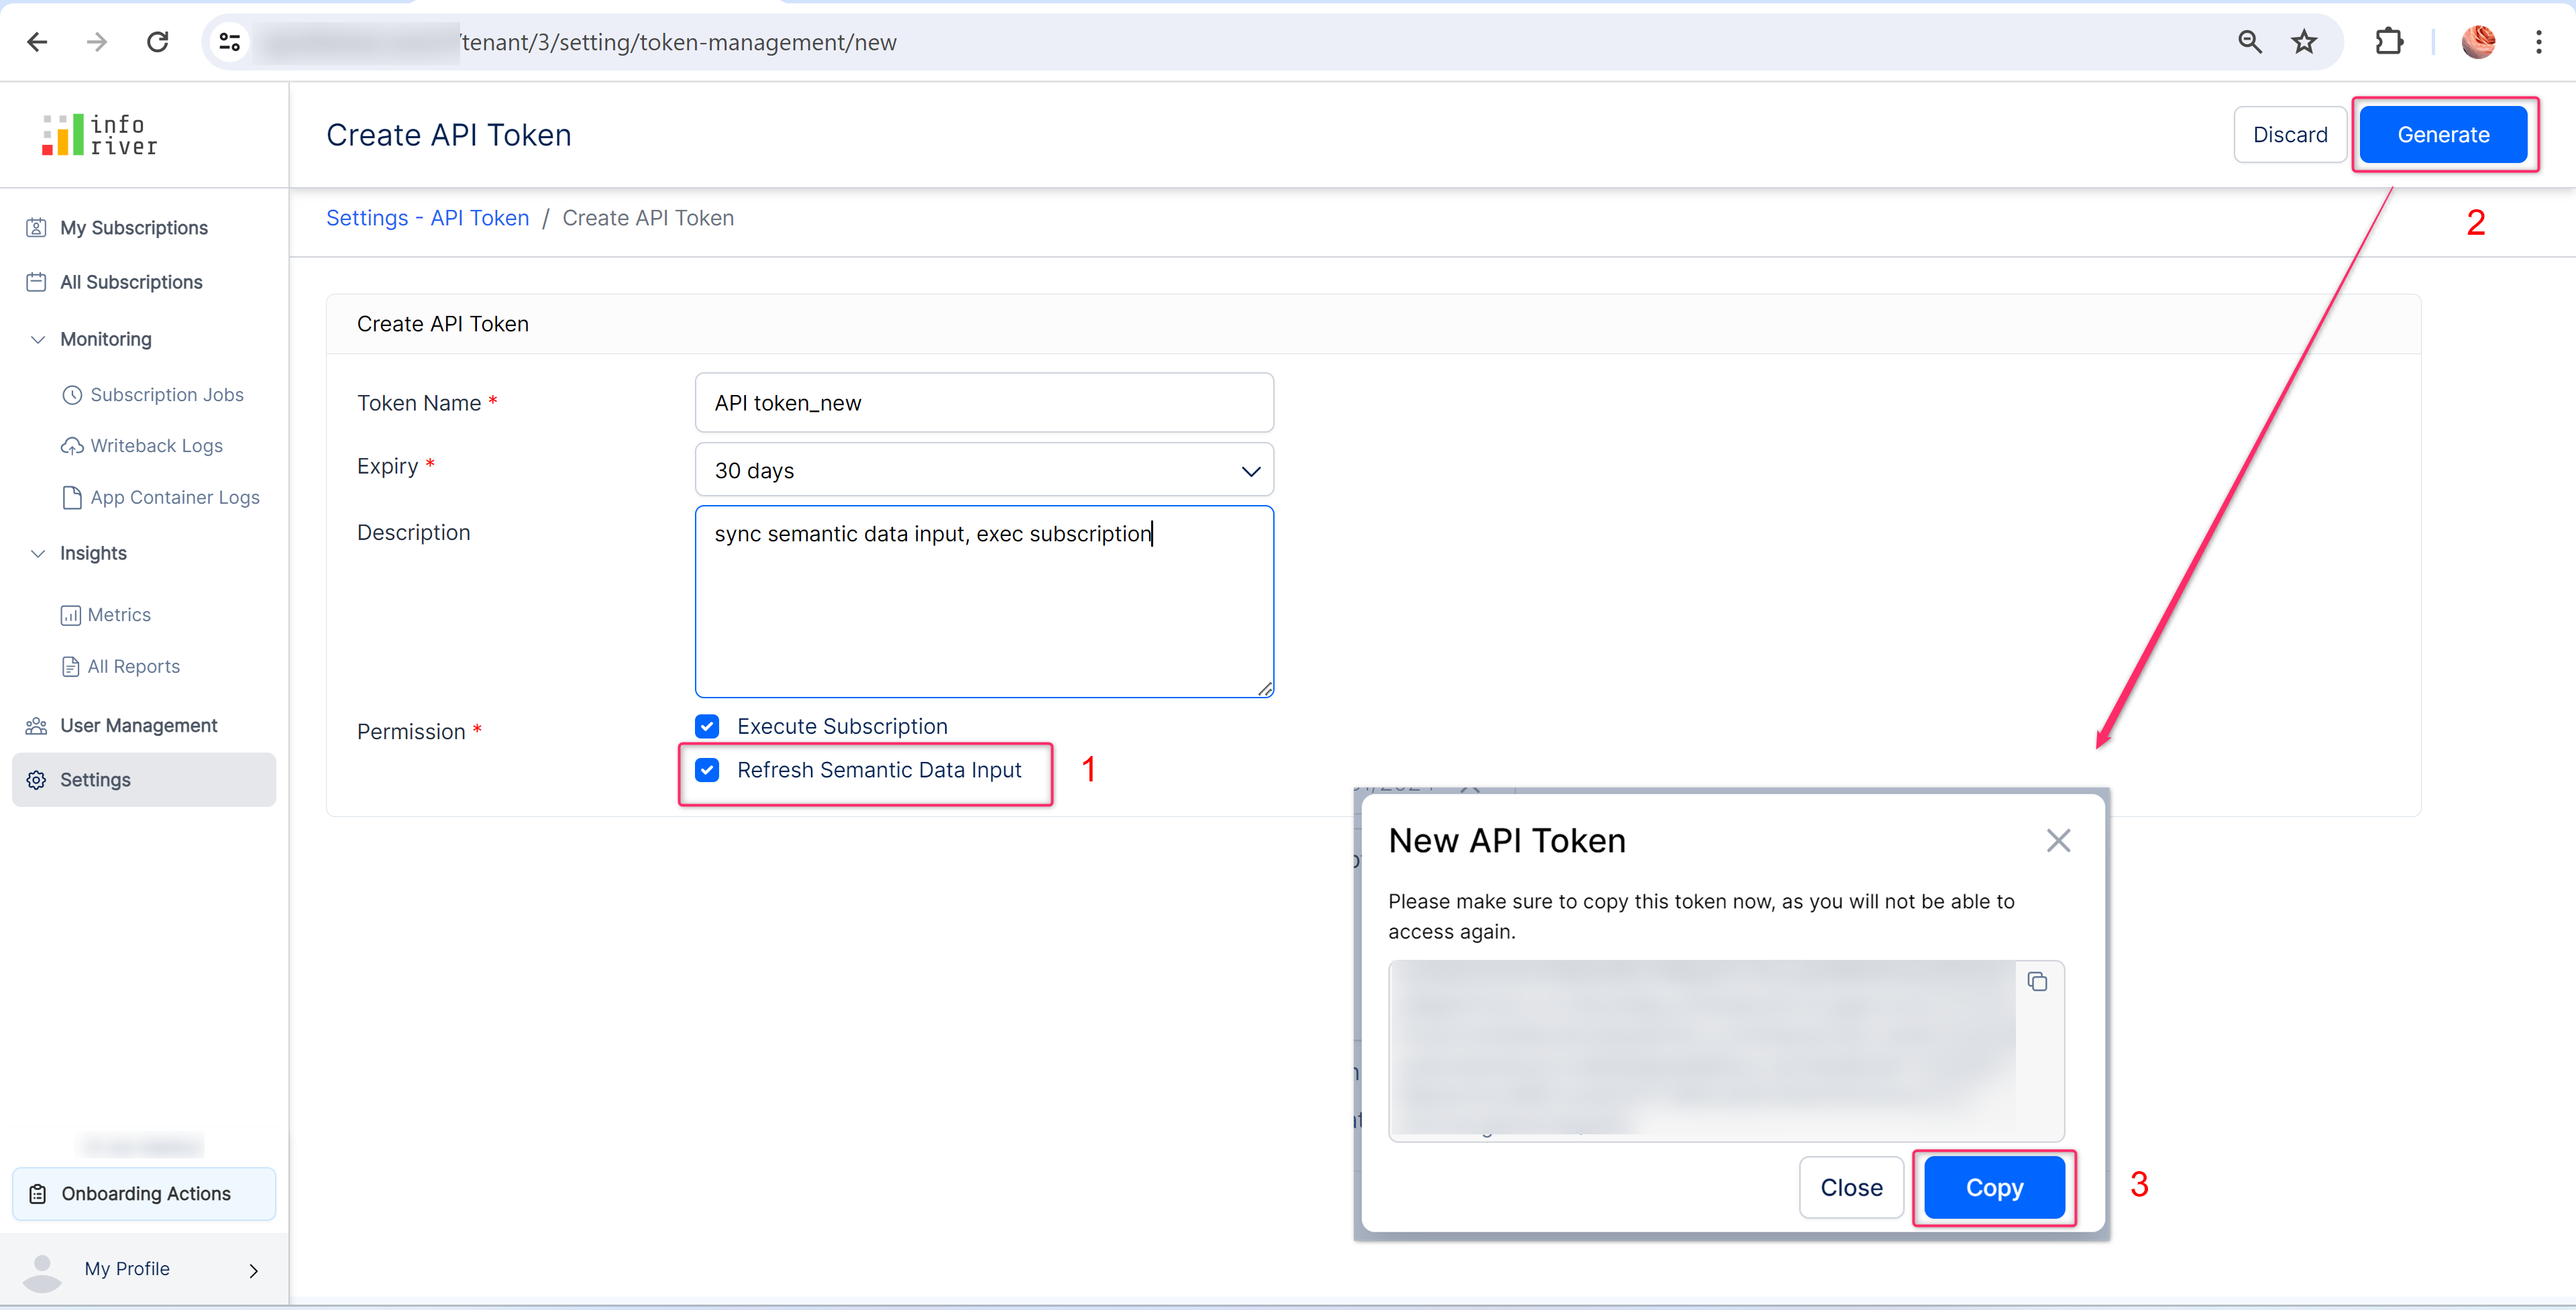 /tenant/3/setting/token-management/new
info
river
Create API Token
Discard
Generate
Settings - API Token / Create API Token
2
My Subscriptions
All Subscriptions
Monitoring
Subscription Jobs
Writeback Logs
App Container Logs
Insights
Metrics
All Reports
User Management
Settings
Create API Token
Token Name *
API token_new
Expiry *
30 days
Description
sync semantic data input, exec subscription
Permission *
Execute Subscription
Refresh Semantic Data Input
1
New API Token
Please make sure to copy this token now, as you will not be able to
access again.
Close
Copy
3
Onboarding Actions
My Profile